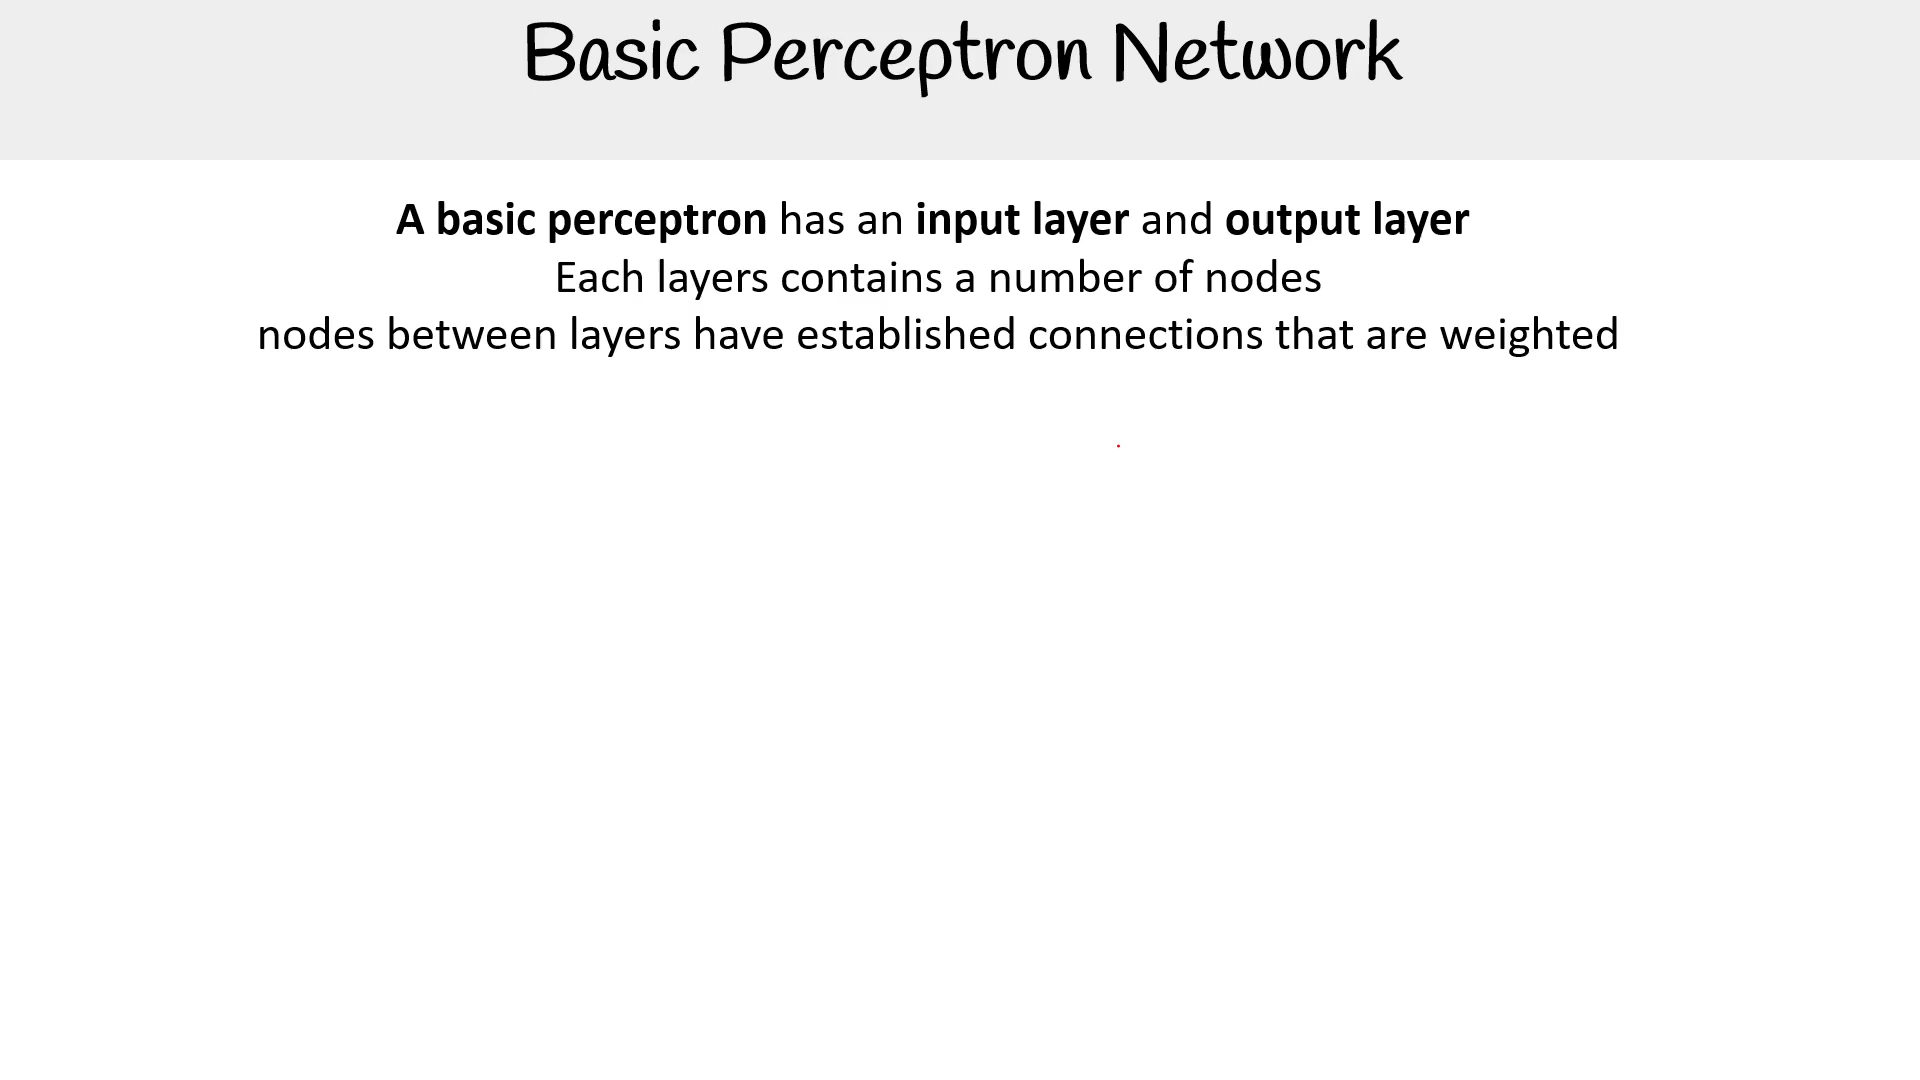 Basic Perceptron Network
A basic perceptron has an input layer and output layer
Each layers contains a number of nodes
nodes between layers have established connections that are weighted